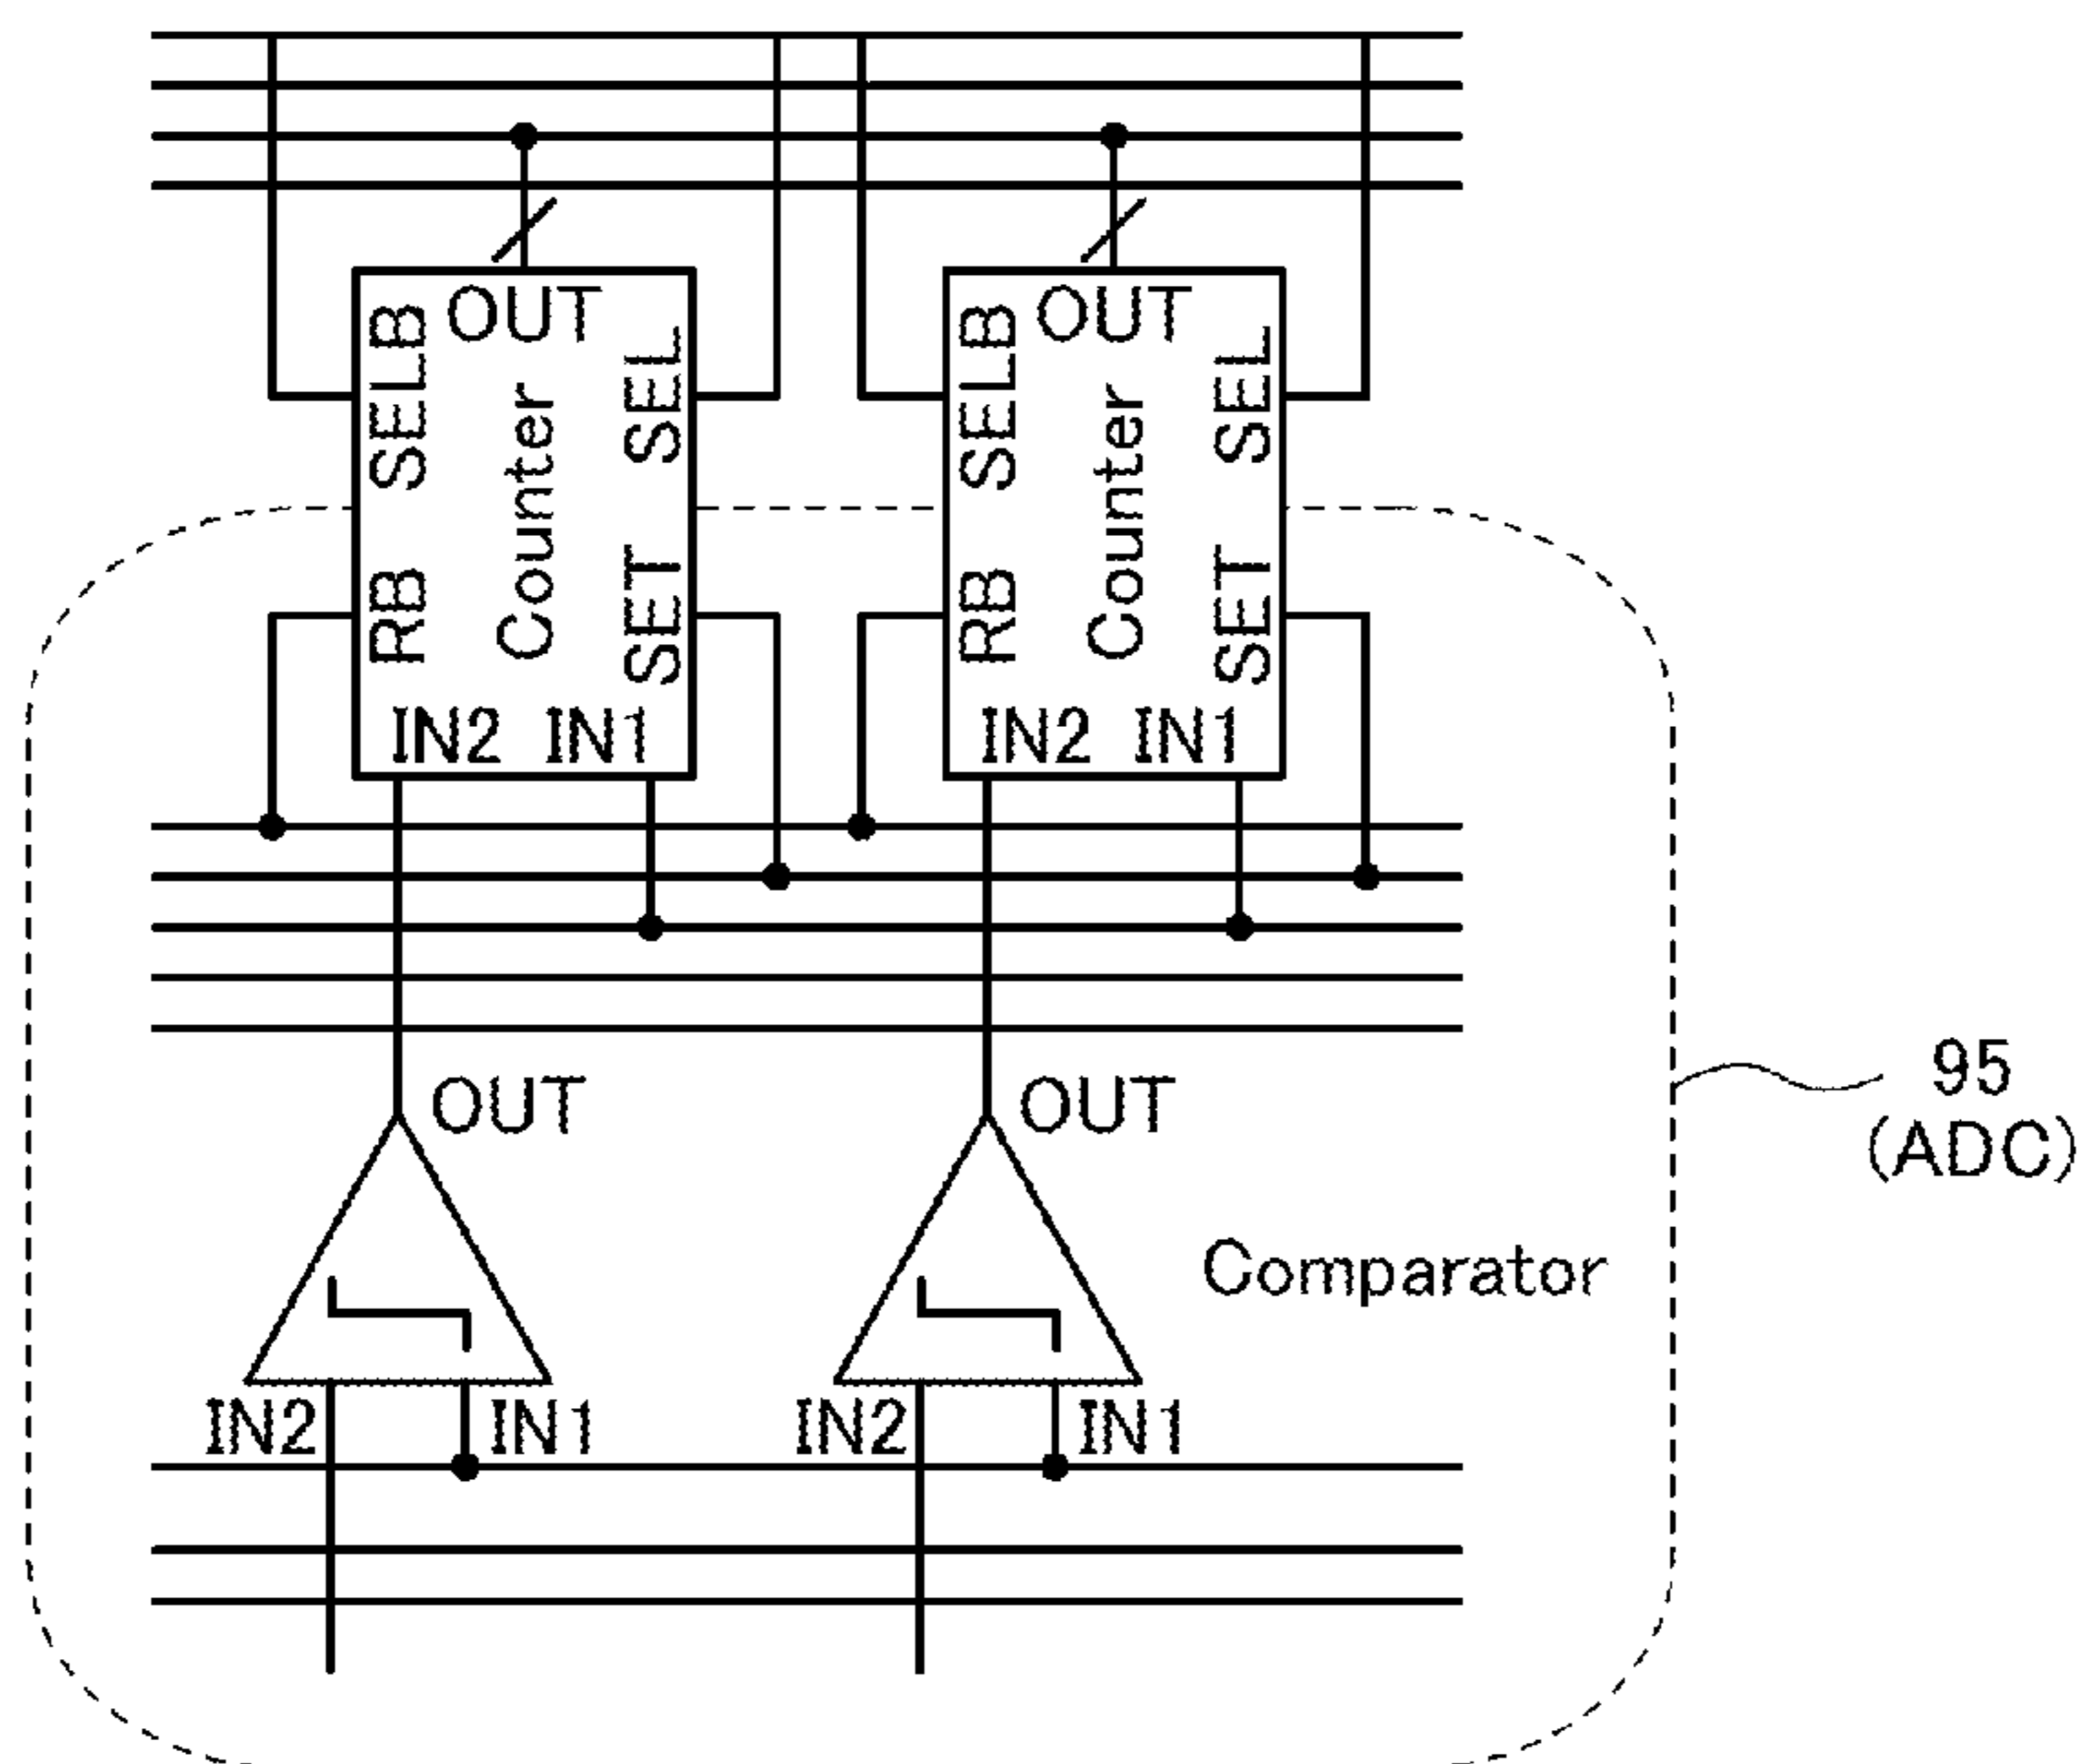 OUT
SELB
Counter
SEL
RB
SET
IN2 IN1
OUT
SELB
Counter
SEL
RB
SET
IN2 IN1
OUT
OUT
95
(ADC)
Comparator
IN2
IN1
IN2
IN1